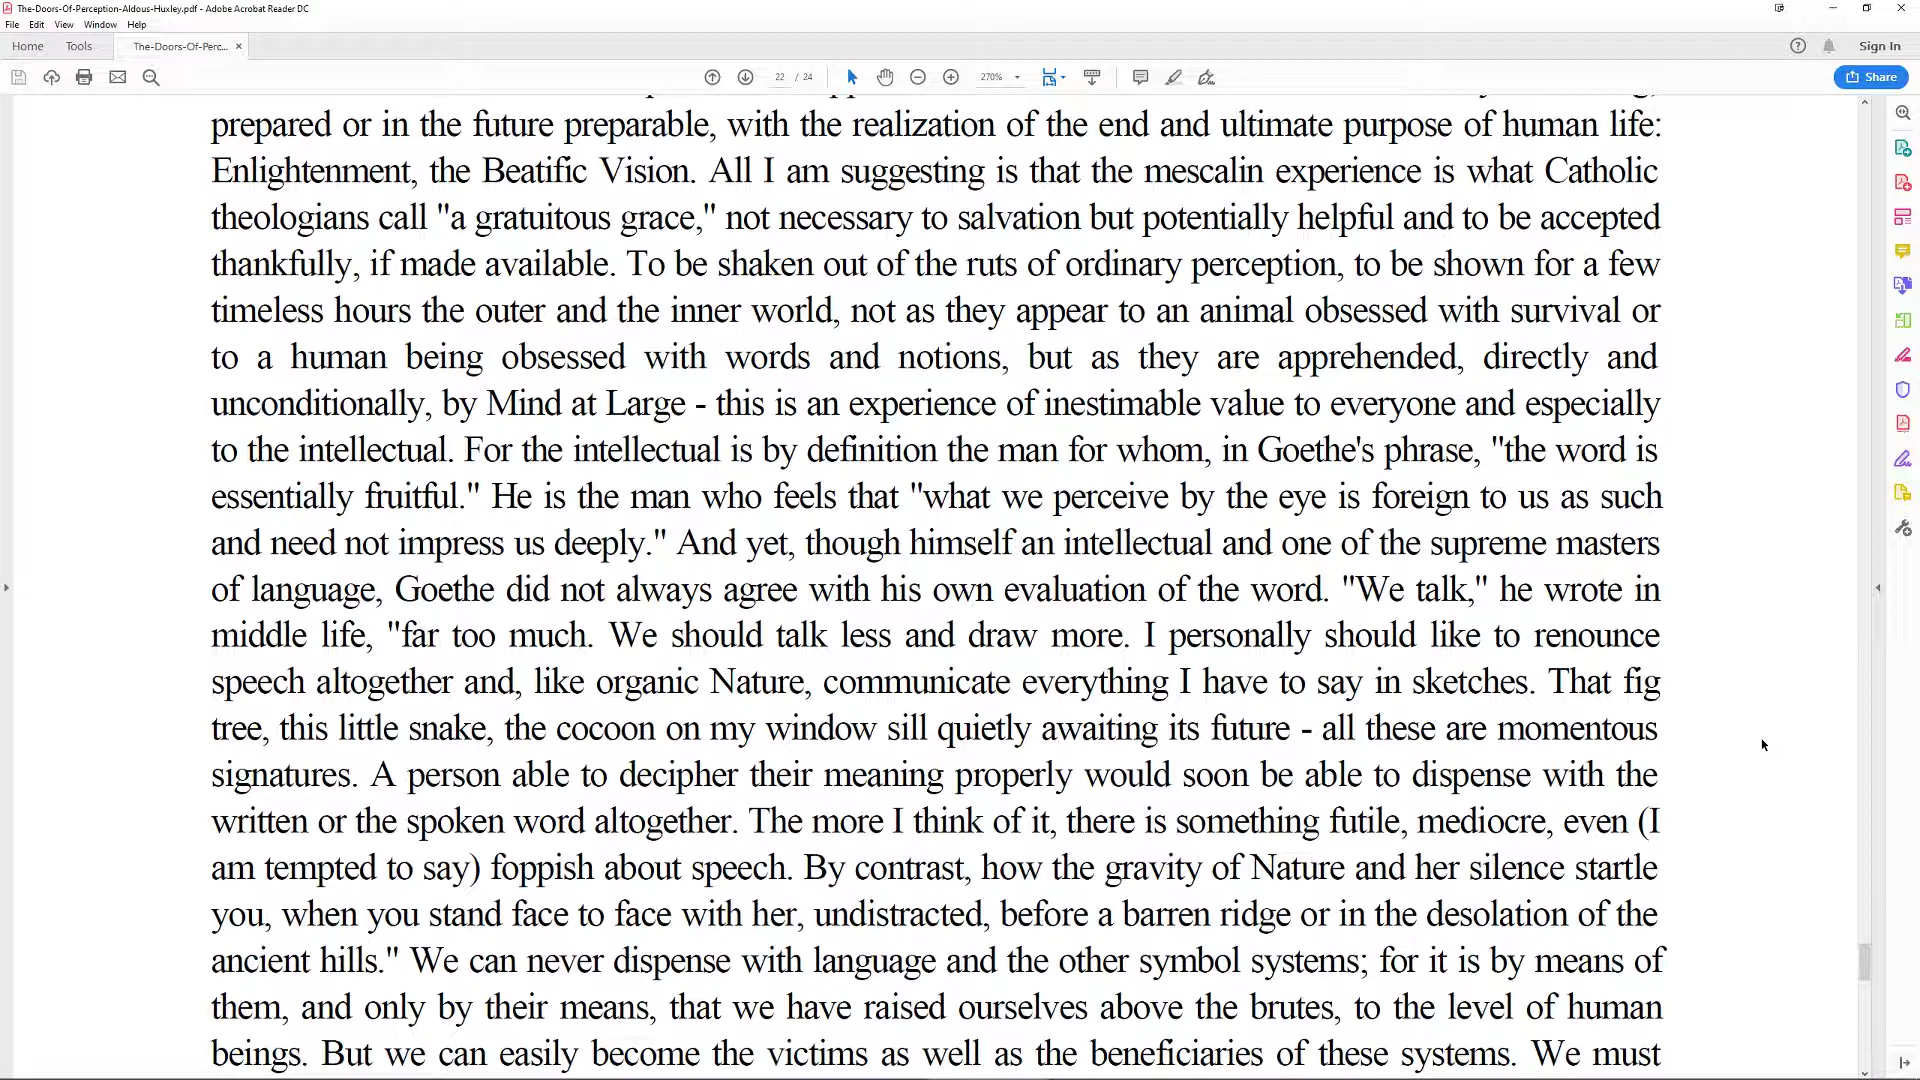 The-Doors-Of-Perception-Aldous-Huxley.pdf - Adobe Acrobat Reader DC
File Edit View Window Help
Home Tools The-Doors-Of-Perc... × Sign In
22 / 24 270% Share
prepared or in the future preparable, with the realization of the end and ultimate purpose of human life:
Enlightenment, the Beatific Vision. All I am suggesting is that the mescalin experience is what Catholic
theologians call "a gratuitous grace," not necessary to salvation but potentially helpful and to be accepted
thankfully, if made available. To be shaken out of the ruts of ordinary perception, to be shown for a few
timeless hours the outer and the inner world, not as they appear to an animal obsessed with survival or
to a human being obsessed with words and notions, but as they are apprehended, directly and
unconditionally, by Mind at Large - this is an experience of inestimable value to everyone and especially
to the intellectual. For the intellectual is by definition the man for whom, in Goethe's phrase, "the word is
essentially fruitful." He is the man who feels that "what we perceive by the eye is foreign to us as such
and need not impress us deeply." And yet, though himself an intellectual and one of the supreme masters
of language, Goethe did not always agree with his own evaluation of the word. "We talk," he wrote in
middle life, "far too much. We should talk less and draw more. I personally should like to renounce
speech altogether and, like organic Nature, communicate everything I have to say in sketches. That fig
tree, this little snake, the cocoon on my window sill quietly awaiting its future - all these are momentous
signatures. A person able to decipher their meaning properly would soon be able to dispense with the
written or the spoken word altogether. The more I think of it, there is something futile, mediocre, even (I
am tempted to say) foppish about speech. By contrast, how the gravity of Nature and her silence startle
you, when you stand face to face with her, undistracted, before a barren ridge or in the desolation of the
ancient hills." We can never dispense with language and the other symbol systems; for it is by means of
them, and only by their means, that we have raised ourselves above the brutes, to the level of human
beings. But we can easily become the victims as well as the beneficiaries of these systems. We must